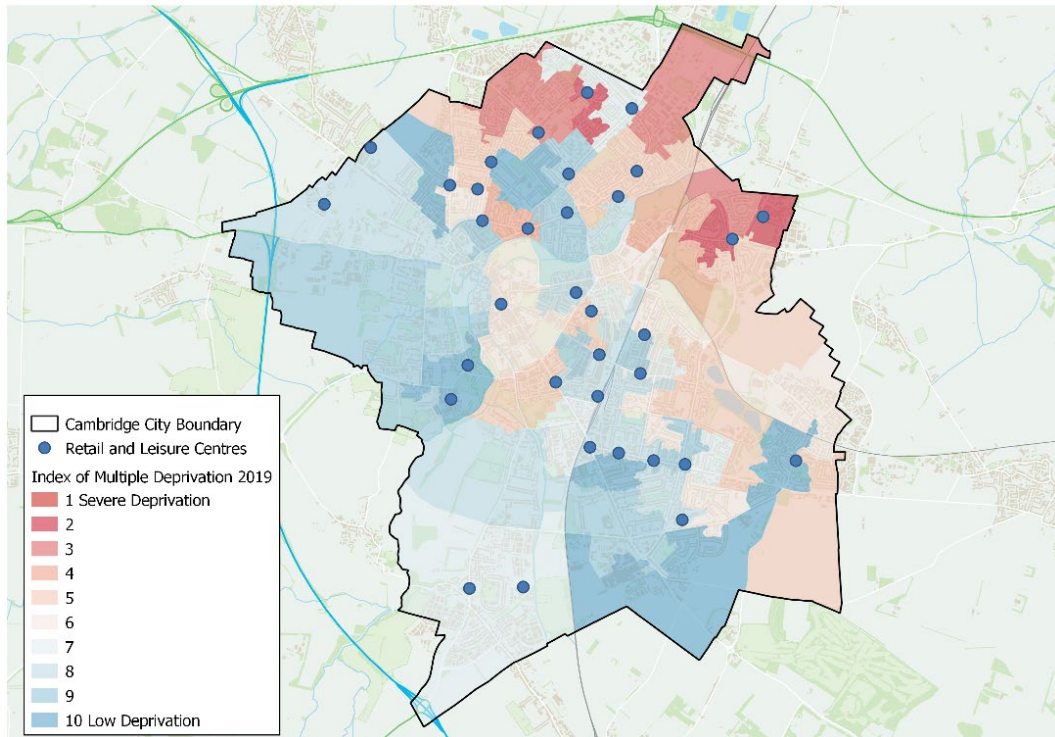 Cambridge City Boundary
Retail and Leisure Centres
Index of Multiple Deprivation 2019
1 Severe Deprivation
2
3
4
5
6
7
8
9
10 Low Deprivation